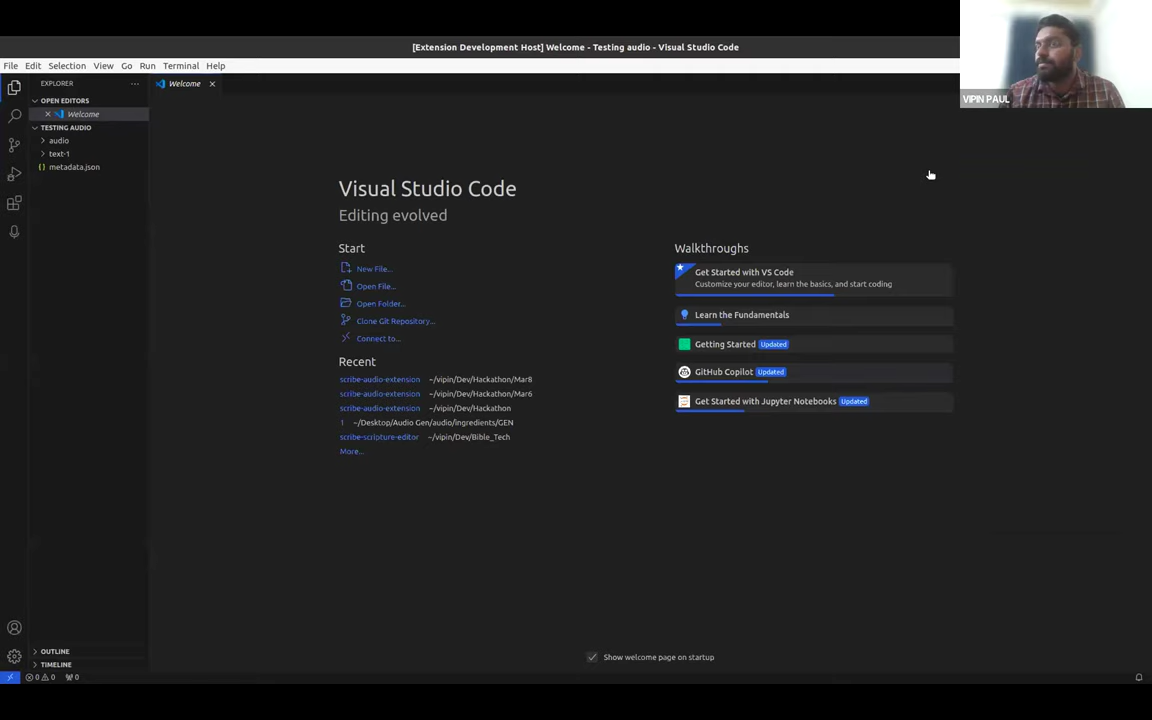 [Extension Development Host] Welcome - Testing audio - Visual Studio Code
File Edit Selection View Go Run Terminal Help
VIPIN PAUL
EXPLORER
OPEN EDITORS
Welcome
TESTING AUDIO
audio
text-1
metadata.json
OUTLINE
TIMELINE
Welcome
Visual Studio Code
Editing evolved
Start
New File...
Open File...
Open Folder...
Clone Git Repository...
Connect to...
Recent
scribe-audio-extension ~/vipin/Dev/Hackathon/Mar8
scribe-audio-extension ~/vipin/Dev/Hackathon/Mar6
scribe-audio-extension ~/vipin/Dev/Hackathon
1 ~/Desktop/Audio Gen/audio/ingredients/GEN
scribe-scripture-editor ~/vipin/Dev/Bible_Tech
More...
Walkthroughs
Get Started with VS Code
Customize your editor, learn the basics, and start coding
Learn the Fundamentals
Getting Started Updated
GitHub Copilot Updated
Get Started with Jupyter Notebooks Updated
Show welcome page on startup
0 0 0